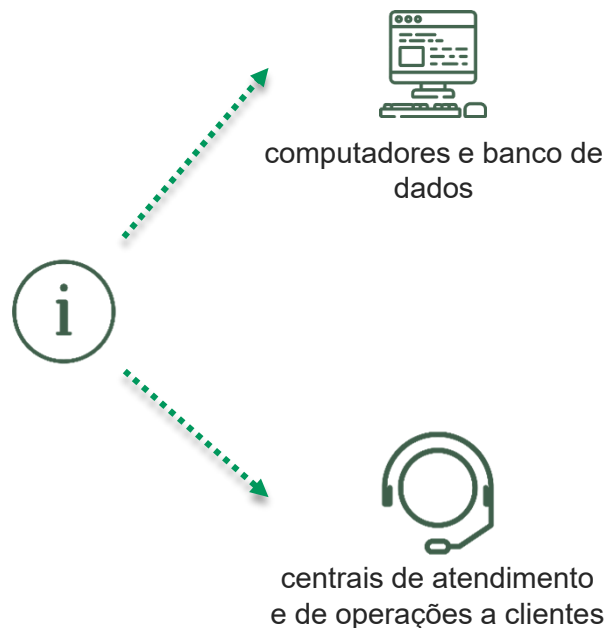 computadores e banco de
dados
i
centrais de atendimento
e de operações a clientes